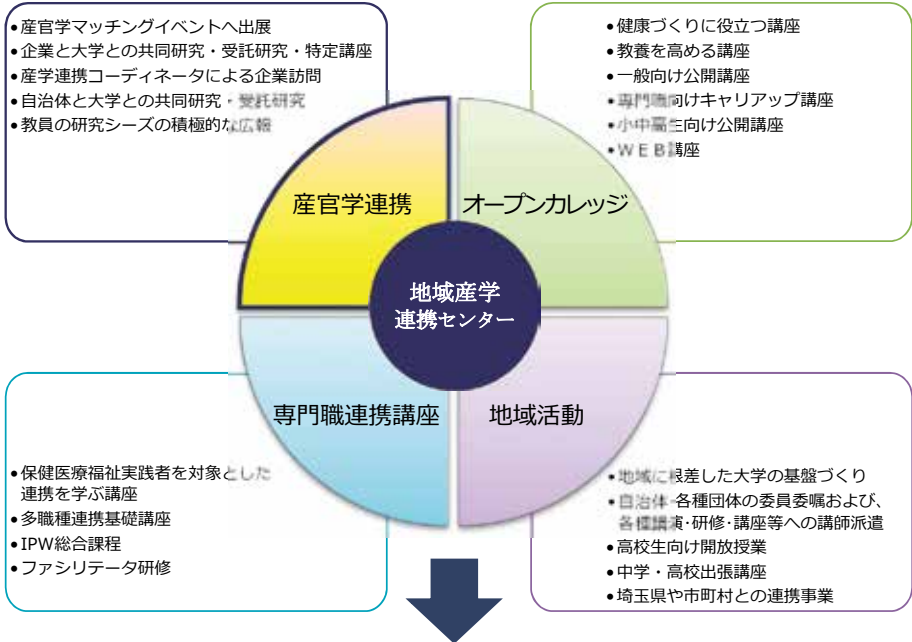 • 産官学マッチングイベントへ出展
• 企業と大学との共同研究・受託研究・特定講座
• 産学連携コーディネータによる企業訪問
• 自治体と大学との共同研究・受託研究
• 教員の研究シーズの積極的な広報
• 健康づくりに役立つ講座
• 教養を高める講座
• 一般向け公開講座
• 専門職向けキャリアップ講座
• 小中高生向け公開講座
• ＷＥＢ講座
産官学連携
オープンカレッジ
地域産学
連携センター
専門職連携講座
地域活動
• 保健医療福祉実践者を対象とした
連携を学ぶ講座
• 多職種連携基礎講座
• IPW総合課程
• ファシリテータ研修
• 地域に根差した大学の基盤づくり
• 自治体・各種団体の委員委嘱および、
各種講演・研修・講座等への講師派遣
• 高校生向け開放授業
• 中学・高校出張講座
• 埼玉県や市町村との連携事業